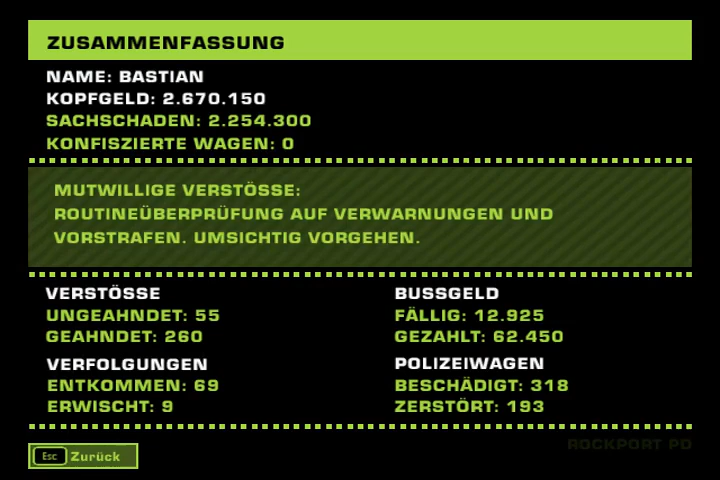 ZUSAMMENFASSUNG
NAME: BASTIAN
KOPFGELD: 2.670.150
SACHSCHADEN: 2.254.300
KONFISZIERTE WAGEN: 0
MUTWILLIGE VERSTÖSSE:
ROUTINEÜBERPRÜFUNG AUF VERWARNUNGEN UND
VORSTRAFEN. UMSICHTIG VORGEHEN.
VERSTÖSSE
UNGEAHNDET: 55
GEAHNDET: 260
BUSSGELD
FÄLLIG: 12.925
GEZAHLT: 62.450
VERFOLGUNGEN
ENTKOMMEN: 69
ERWISCHT: 9
POLIZEIWAGEN
BESCHÄDIGT: 318
ZERSTÖRT: 193
ROCKPORT PD
Esc Zurück